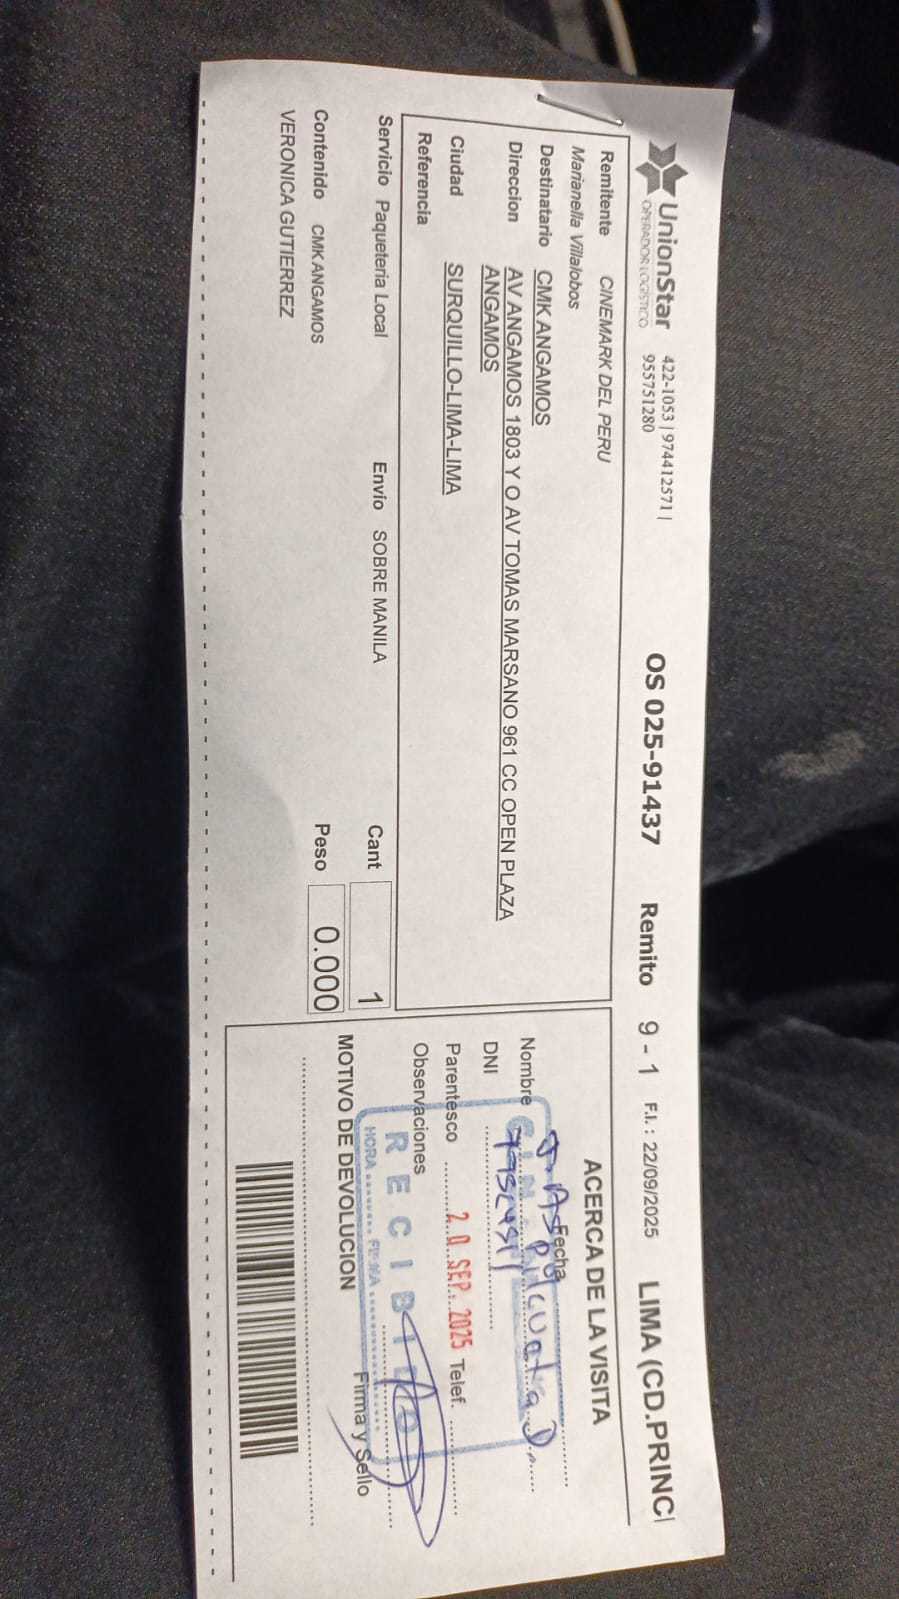 UnionStar
OPERADOR LOGISTICO
422-1053 | 974412571 |
955751280
OS 025-91437
Remito 9 - 1
F.I.: 22/09/2025
LIMA (CD.PRINCI
Remitente CINEMARK DEL PERU
Marianella Villalobos
Destinatario CMK ANGAMOS
Direccion AV ANGAMOS 1803 Y O AV TOMAS MARSANO 961 CC OPEN PLAZA
ANGAMOS
Ciudad SURQUILLO-LIMA-LIMA
Referencia
Servicio Paqueteria Local
Envio SOBRE MANILA
Cant 1
Contenido CMK ANGAMOS
Peso 0.000
VERONICA GUTIERREZ
ACERCA DE LA VISITA
Fecha
Nombre
DNI
Parentesco
Telef.
Observaciones
20 SEP. 2025
RECIBIDO
HORA FIRMA
Firma y Sello
MOTIVO DE DEVOLUCION